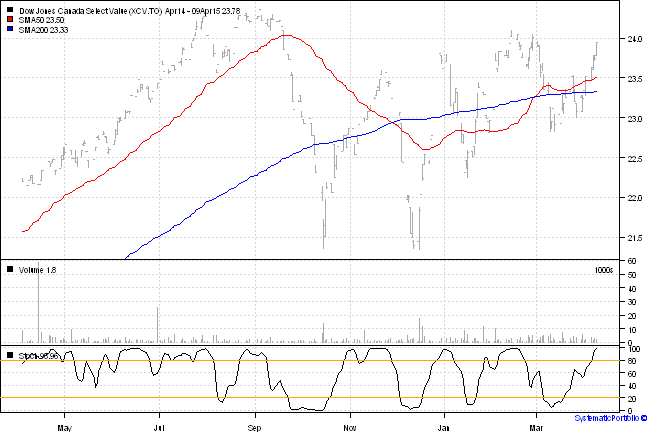 Dow Jones Canada Select Value (XCV.TO) Apr14 - 09Apr15 23.78
SMA50 23.50
SMA200 23.33
24.0
23.5
23.0
22.5
22.0
21.5
Volume 1.8
1000s
60
50
40
30
20
10
0
100
80
60
40
20
0
May
Jul
Sep
Nov
Jan
Mar
SystematicPortfolio ©